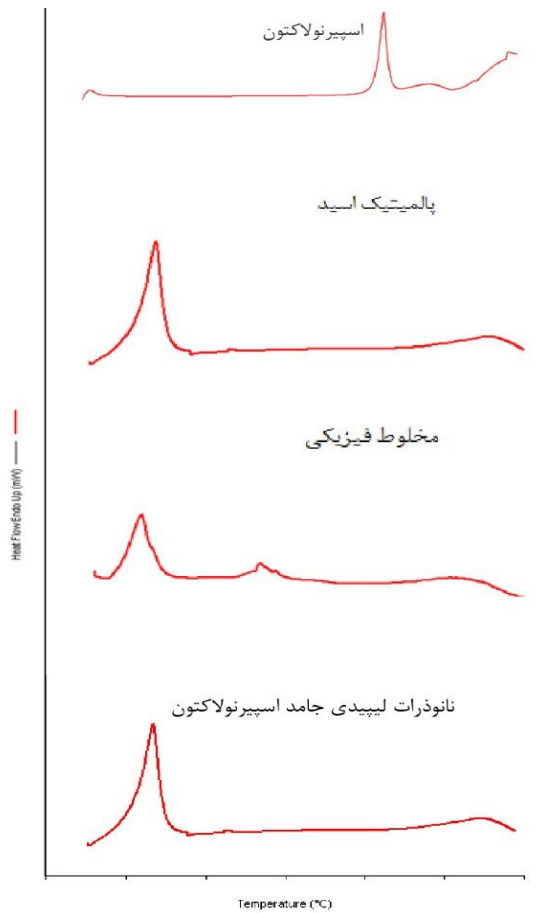 اسپیرنولاکتون
پالمیتیک اسید
مخلوط فیزیکی
نانوذرات لیپیدی جامد اسپیرنولاکتون
Heat Flow Endo Up (mW)
Temperature (°C)